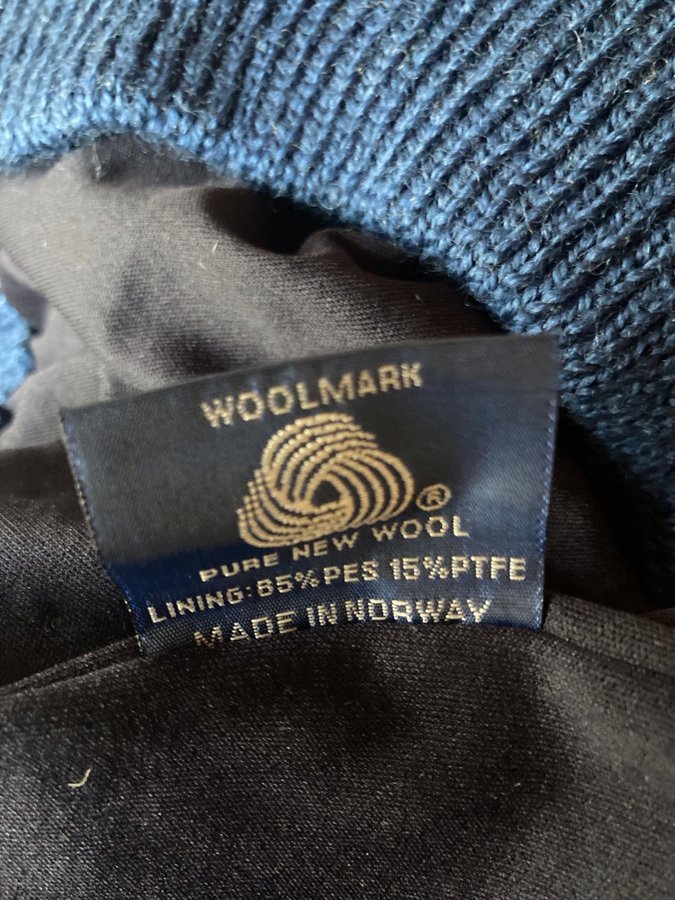 WOOLMARK
®
PURE NEW WOOL
LINING: 85% PES 15% PTFE
MADE IN NORWAY